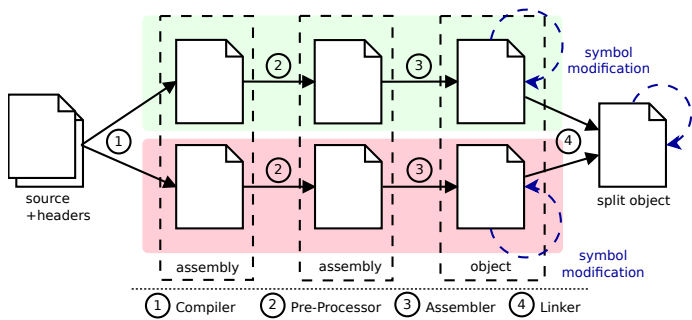 symbol
modification
2
3
1
4
2
3
source
+headers
split object
assembly
assembly
object
symbol
modification
1 Compiler
2 Pre-Processor
3 Assembler
4 Linker